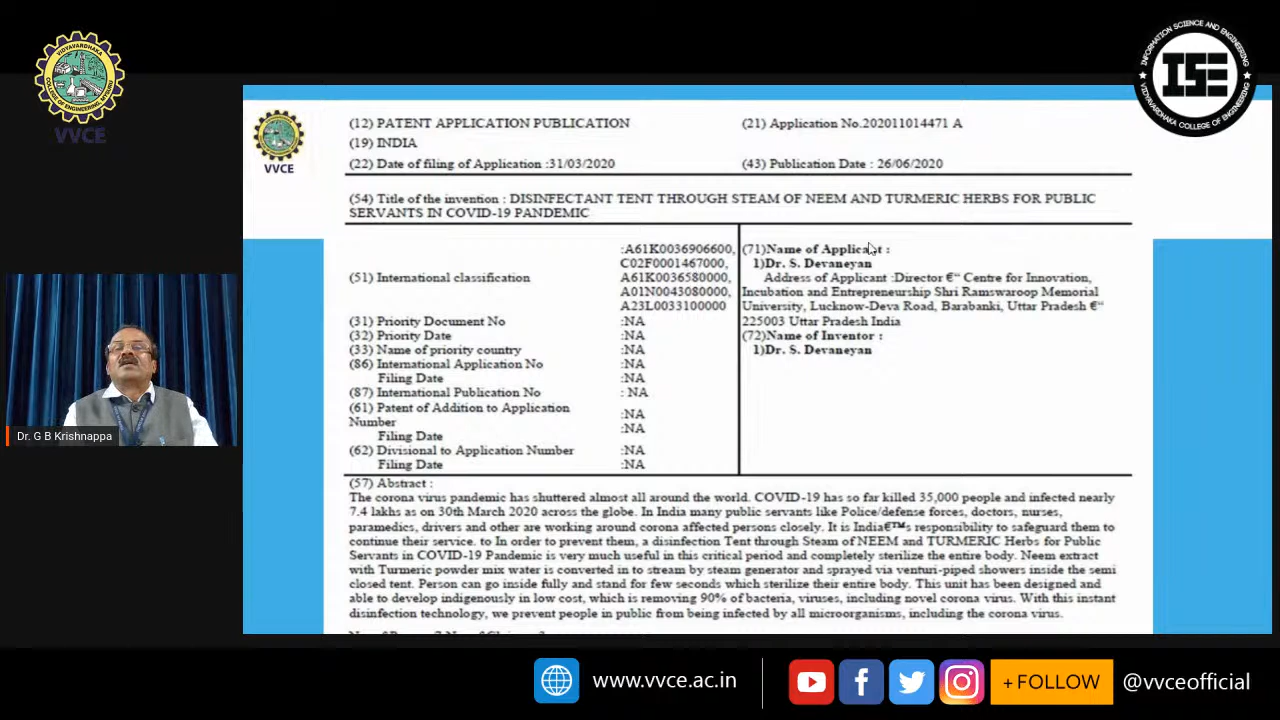 VIDYAVARDHAKA
COLLEGE OF ENGINEERING, MYSURU
VVCE
INFORMATION SCIENCE AND ENGINEERING
ISE
VIDYAVARDHAKA COLLEGE OF ENGINEERING
VVCE
(12) PATENT APPLICATION PUBLICATION
(21) Application No.202011014471 A
(19) INDIA
(22) Date of filing of Application :31/03/2020
(43) Publication Date : 26/06/2020
(54) Title of the invention : DISINFECTANT TENT THROUGH STEAM OF NEEM AND TURMERIC HERBS FOR PUBLIC
SERVANTS IN COVID-19 PANDEMIC
(51) International classification
:A61K0036906600,
C02F0001467000,
A61K0036580000,
A01N0043080000,
A23L0033100000
(31) Priority Document No :NA
(32) Priority Date :NA
(33) Name of priority country :NA
(86) International Application No :NA
Filing Date :NA
(87) International Publication No : NA
(61) Patent of Addition to Application
Number :NA
Filing Date :NA
(62) Divisional to Application Number :NA
Filing Date :NA
(71)Name of Applicant :
1)Dr. S. Devaneyan
Address of Applicant :Director €“ Centre for Innovation,
Incubation and Entrepreneurship Shri Ramswaroop Memorial
University, Lucknow-Deva Road, Barabanki, Uttar Pradesh €“
225003 Uttar Pradesh India
(72)Name of Inventor :
1)Dr. S. Devaneyan
(57) Abstract :
The corona virus pandemic has shuttered almost all around the world. COVID-19 has so far killed 35,000 people and infected nearly
7.4 lakhs as on 30th March 2020 across the globe. In India many public servants like Police/defense forces, doctors, nurses,
paramedics, drivers and other are working around corona affected persons closely. It is India€™s responsibility to safeguard them to
continue their service. to In order to prevent them, a disinfection Tent through Steam of NEEM and TURMERIC Herbs for Public
Servants in COVID-19 Pandemic is very much useful in this critical period and completely sterilize the entire body. Neem extract
with Turmeric powder mix water is converted in to stream by steam generator and sprayed via venturi-piped showers inside the semi
closed tent. Person can go inside fully and stand for few seconds which sterilize their entire body. This unit has been designed and
able to develop indigenously in low cost, which is removing 90% of bacteria, viruses, including novel corona virus. With this instant
disinfection technology, we prevent people in public from being infected by all microorganisms, including the corona virus.
Dr. G B Krishnappa
www.vvce.ac.in
+ FOLLOW
@vvceofficial